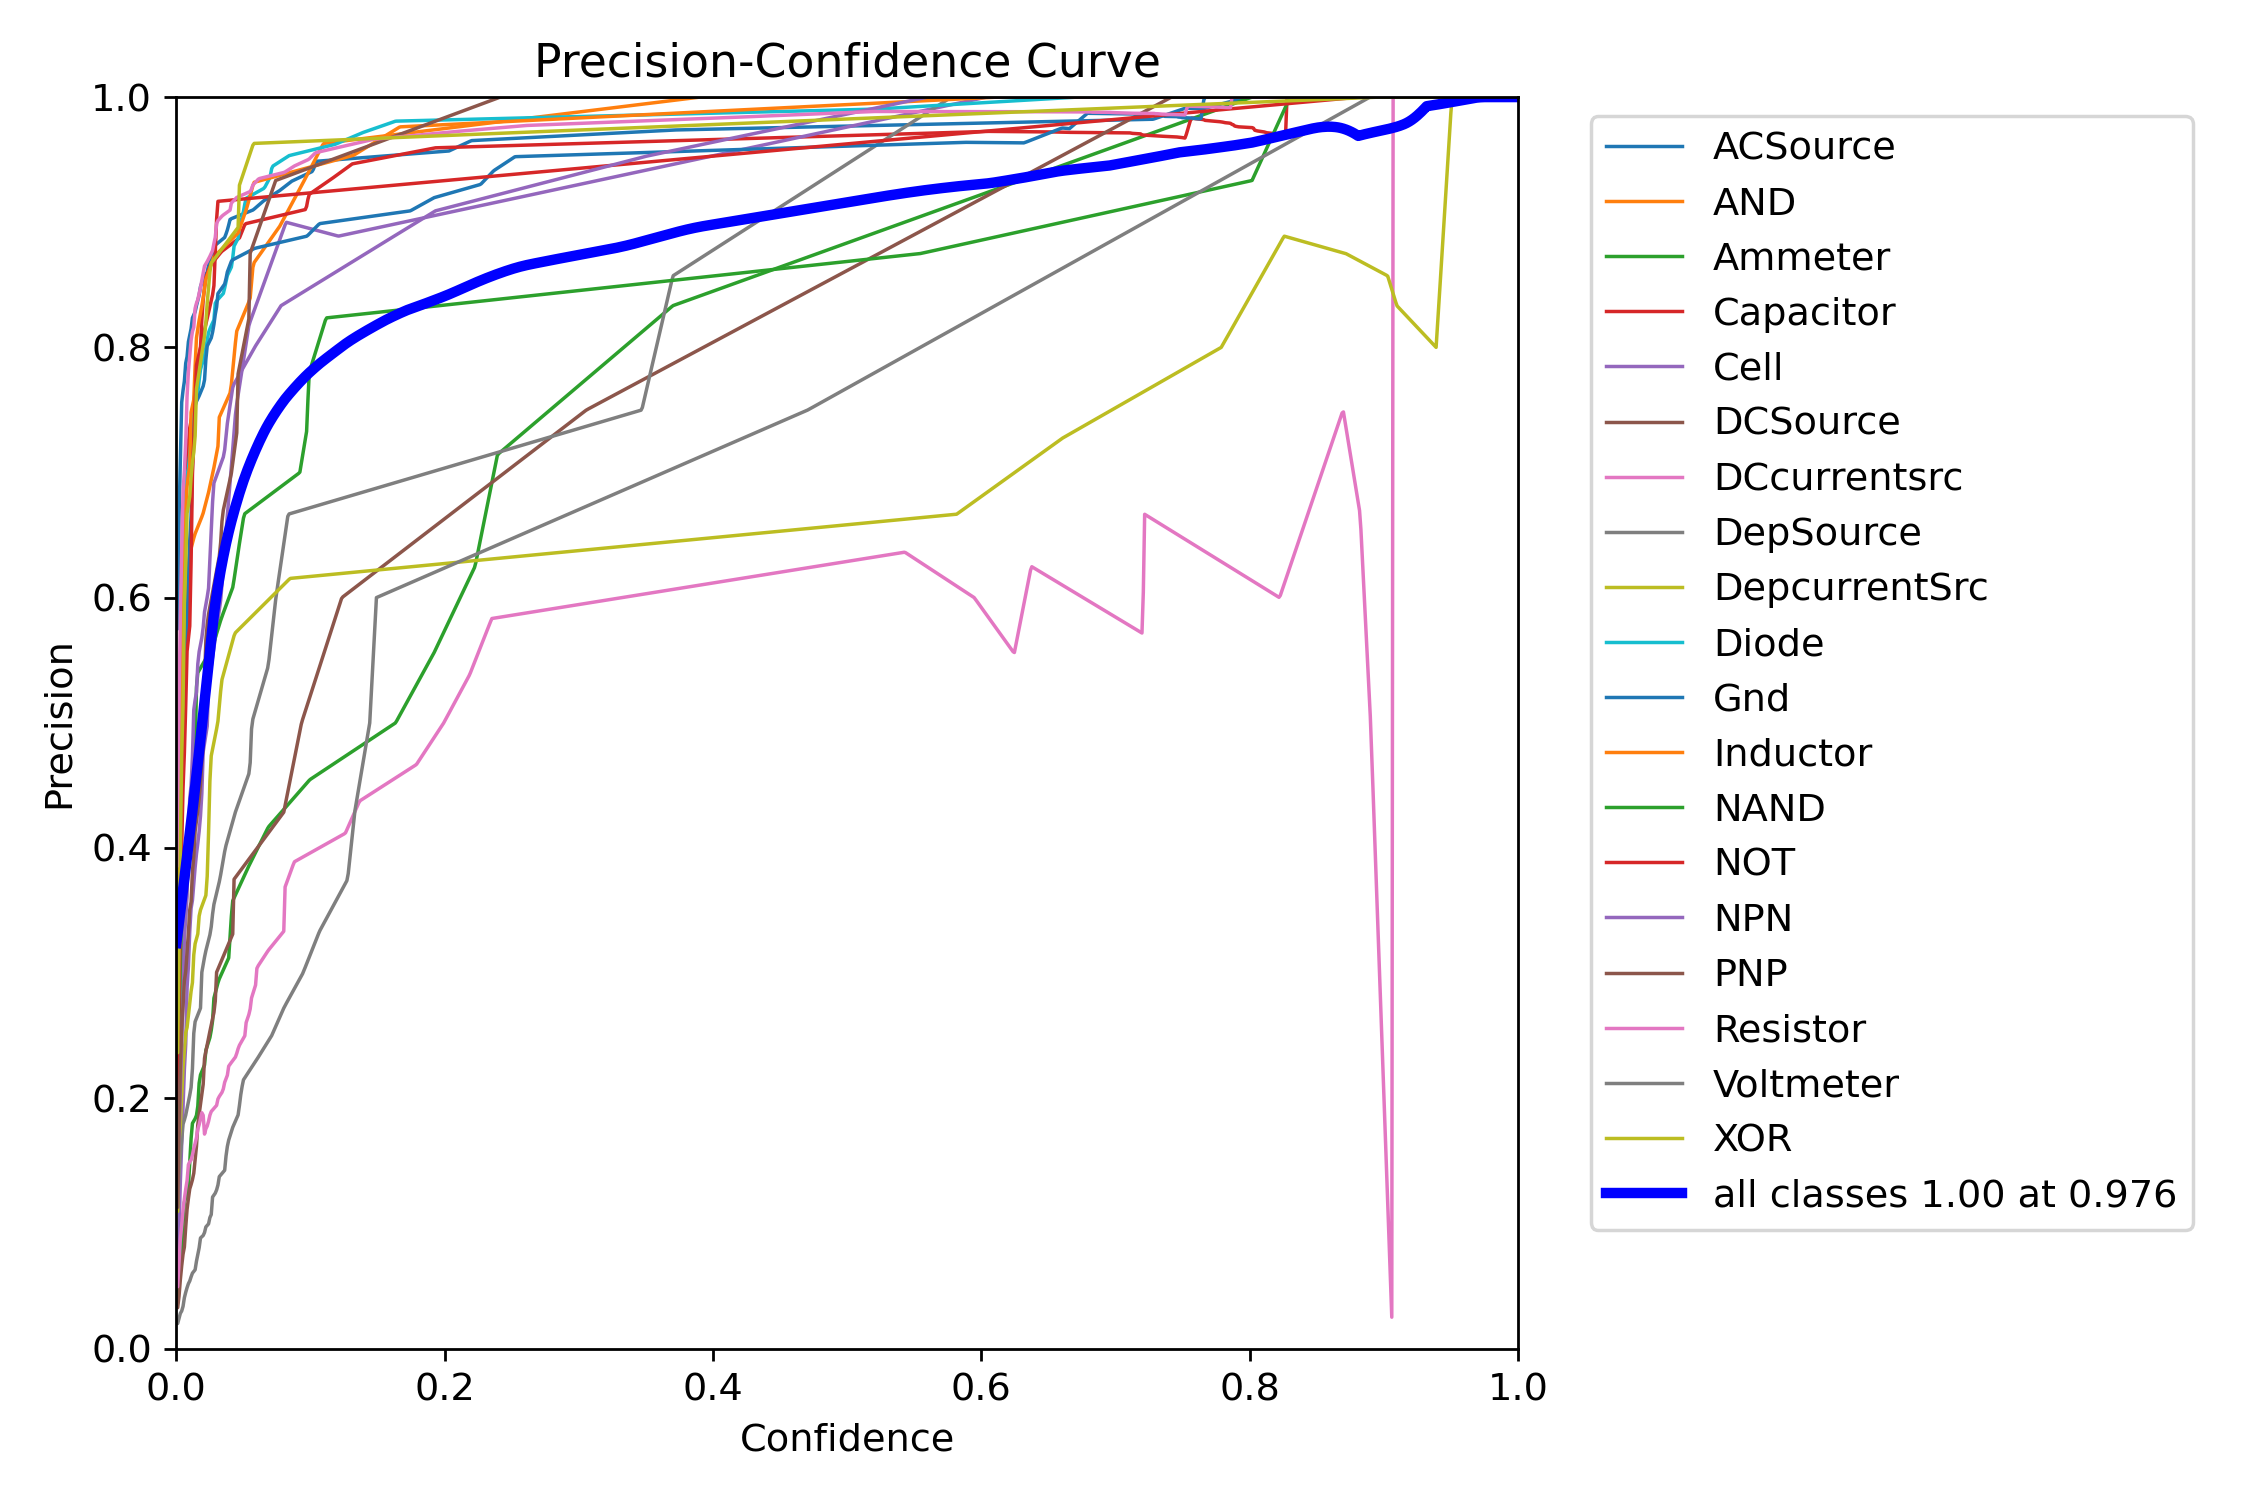 Precision-Confidence Curve
1.0
0.8
0.6
0.4
0.2
0.0
Precision
0.0 0.2 0.4 0.6 0.8 1.0
Confidence
ACSource
AND
Ammeter
Capacitor
Cell
DCSource
DCcurrentsrc
DepSource
DepcurrentSrc
Diode
Gnd
Inductor
NAND
NOT
NPN
PNP
Resistor
Voltmeter
XOR
all classes 1.00 at 0.976